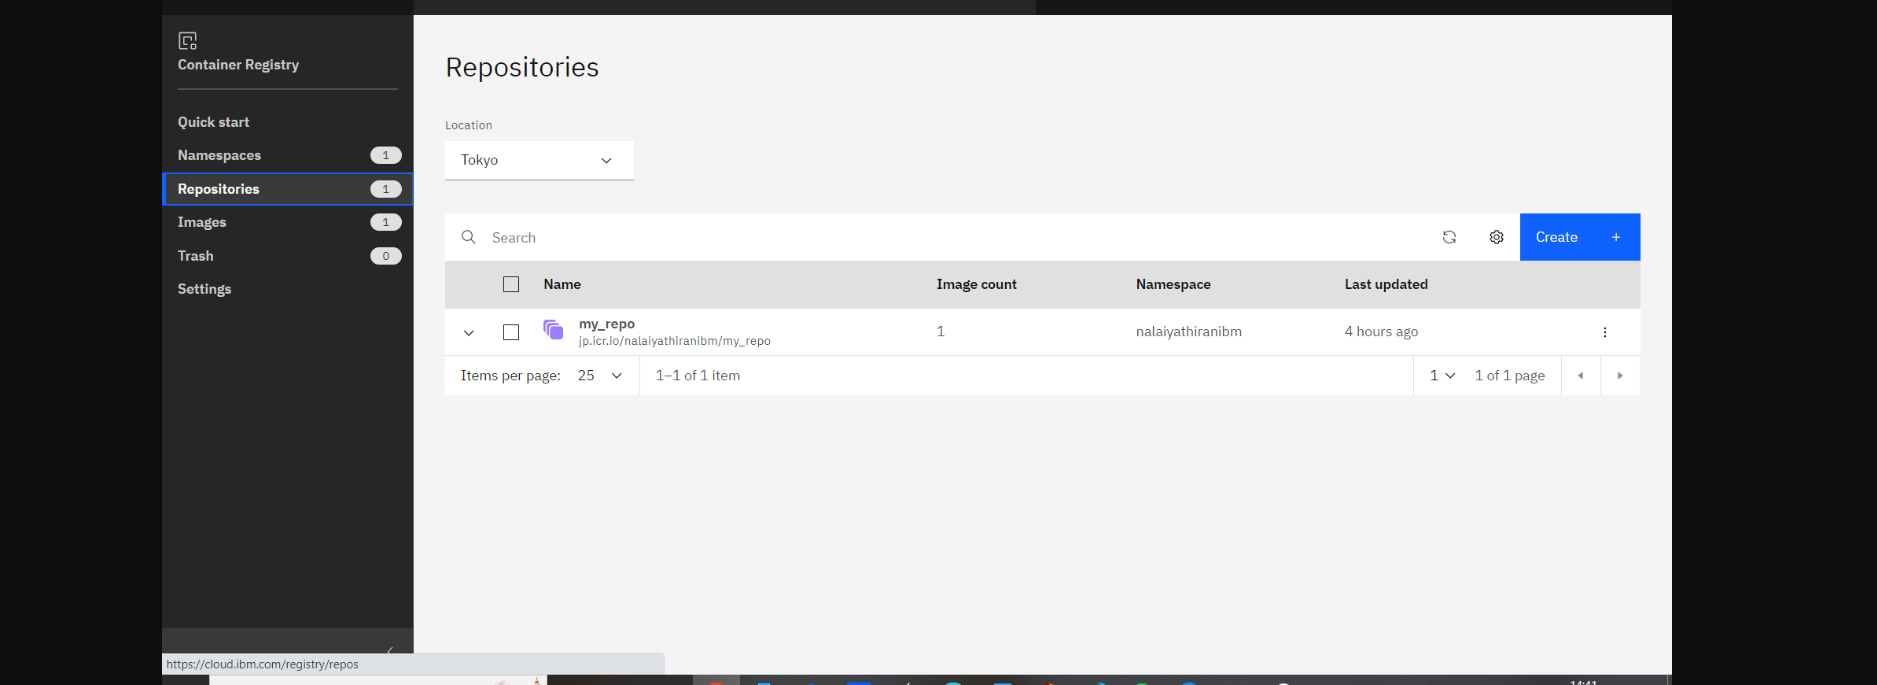 Container Registry
Quick start
Namespaces 1
Repositories 1
Images 1
Trash 0
Settings
Repositories
Location
Tokyo
Search
Create +
Name Image count Namespace Last updated
my_repo
jp.icr.io/nalaiyathiranibm/my_repo
1 nalaiyathiranibm 4 hours ago
Items per page: 25 1–1 of 1 item 1 1 of 1 page
https://cloud.ibm.com/registry/repos